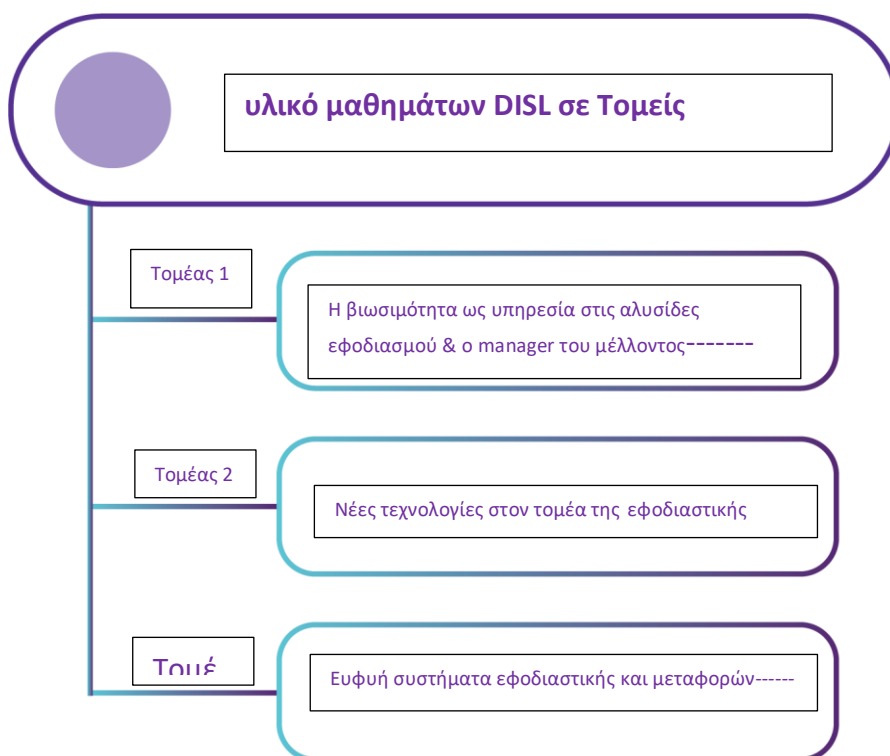 υλικό μαθημάτων DISL σε Τομείς
Τομέας 1
Η βιωσιμότητα ως υπηρεσία στις αλυσίδες
εφοδιασμού & ο manager του μέλλοντος-------
Τομέας 2
Νέες τεχνολογίες στον τομέα της εφοδιαστικής
Τομέ
Ευφυή συστήματα εφοδιαστικής και μεταφορών------